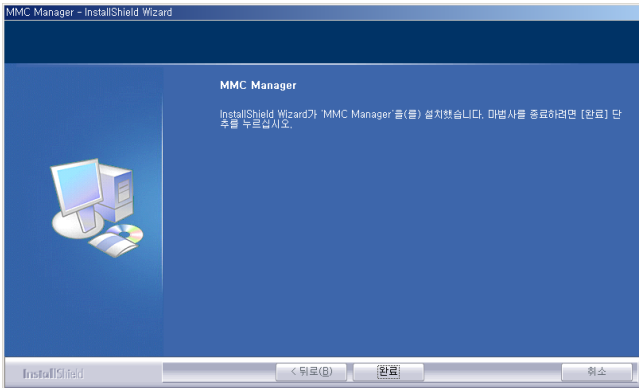 MMC Manager - InstallShield Wizard
MMC Manager
InstallShield Wizard가 'MMC Manager'을(를) 설치했습니다. 마법사를 종료하려면 [완료] 단
추를 누르십시오.
InstallShield
< 뒤로(B)
완료
취소